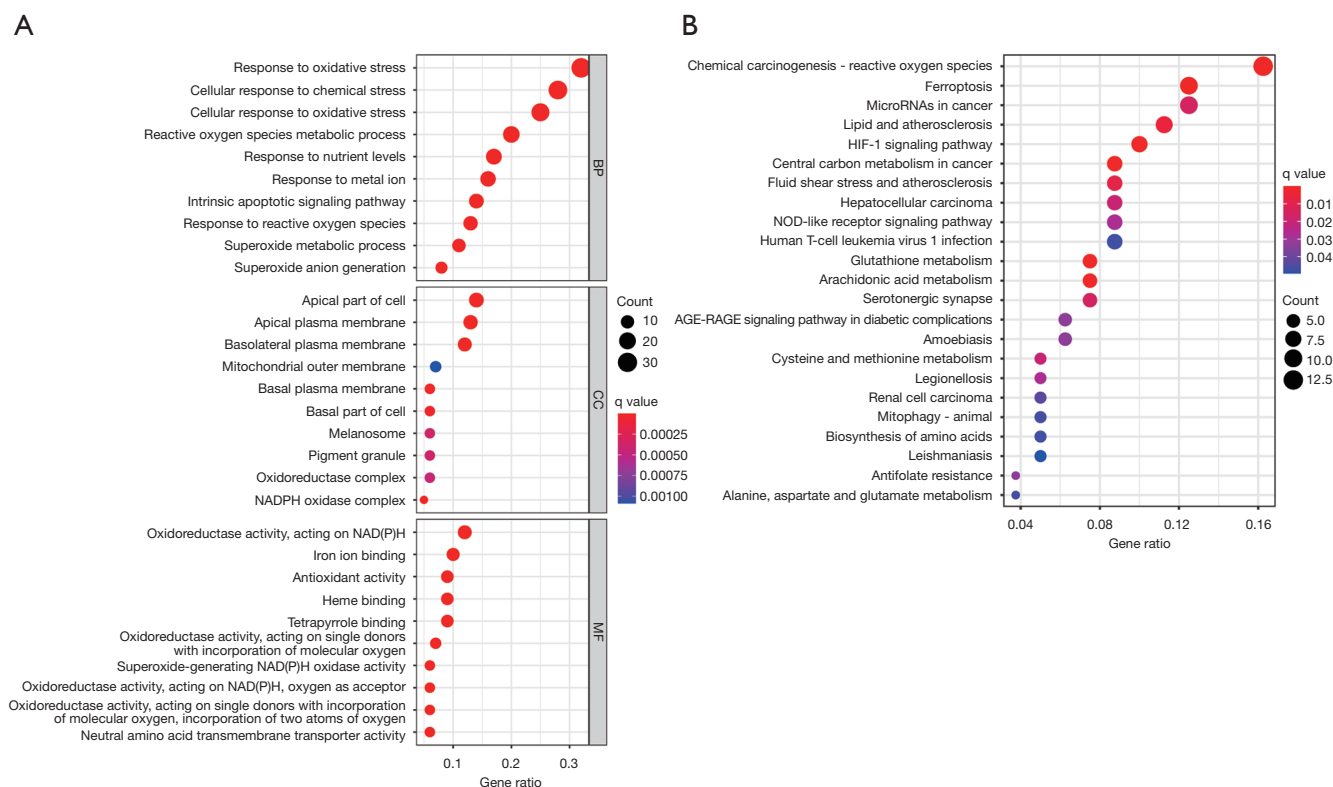 A
Response to oxidative stress
Cellular response to chemical stress
Cellular response to oxidative stress
Reactive oxygen species metabolic process
Response to nutrient levels
Response to metal ion
Intrinsic apoptotic signaling pathway
Response to reactive oxygen species
Superoxide metabolic process
Superoxide anion generation
BP
Apical part of cell
Apical plasma membrane
Basolateral plasma membrane
Mitochondrial outer membrane
Basal plasma membrane
Basal part of cell
Melanosome
Pigment granule
Oxidoreductase complex
NADPH oxidase complex
CC
Oxidoreductase activity, acting on NAD(P)H
Iron ion binding
Antioxidant activity
Heme binding
Tetrapyrrole binding
Oxidoreductase activity, acting on single donors
with incorporation of molecular oxygen
Superoxide-generating NAD(P)H oxidase activity
Oxidoreductase activity, acting on NAD(P)H, oxygen as acceptor
Oxidoreductase activity, acting on single donors with incorporation
of molecular oxygen, incorporation of two atoms of oxygen
Neutral amino acid transmembrane transporter activity
MF
0.1 0.2 0.3
Gene ratio
Count
10
20
30
q value
0.00025
0.00050
0.00075
0.00100
B
Chemical carcinogenesis - reactive oxygen species
Ferroptosis
MicroRNAs in cancer
Lipid and atherosclerosis
HIF-1 signaling pathway
Central carbon metabolism in cancer
Fluid shear stress and atherosclerosis
Hepatocellular carcinoma
NOD-like receptor signaling pathway
Human T-cell leukemia virus 1 infection
Glutathione metabolism
Arachidonic acid metabolism
Serotonergic synapse
AGE-RAGE signaling pathway in diabetic complications
Amoebiasis
Cysteine and methionine metabolism
Legionellosis
Renal cell carcinoma
Mitophagy - animal
Biosynthesis of amino acids
Leishmaniasis
Antifolate resistance
Alanine, aspartate and glutamate metabolism
0.04 0.08 0.12 0.16
Gene ratio
q value
0.01
0.02
0.03
0.04
Count
5.0
7.5
10.0
12.5